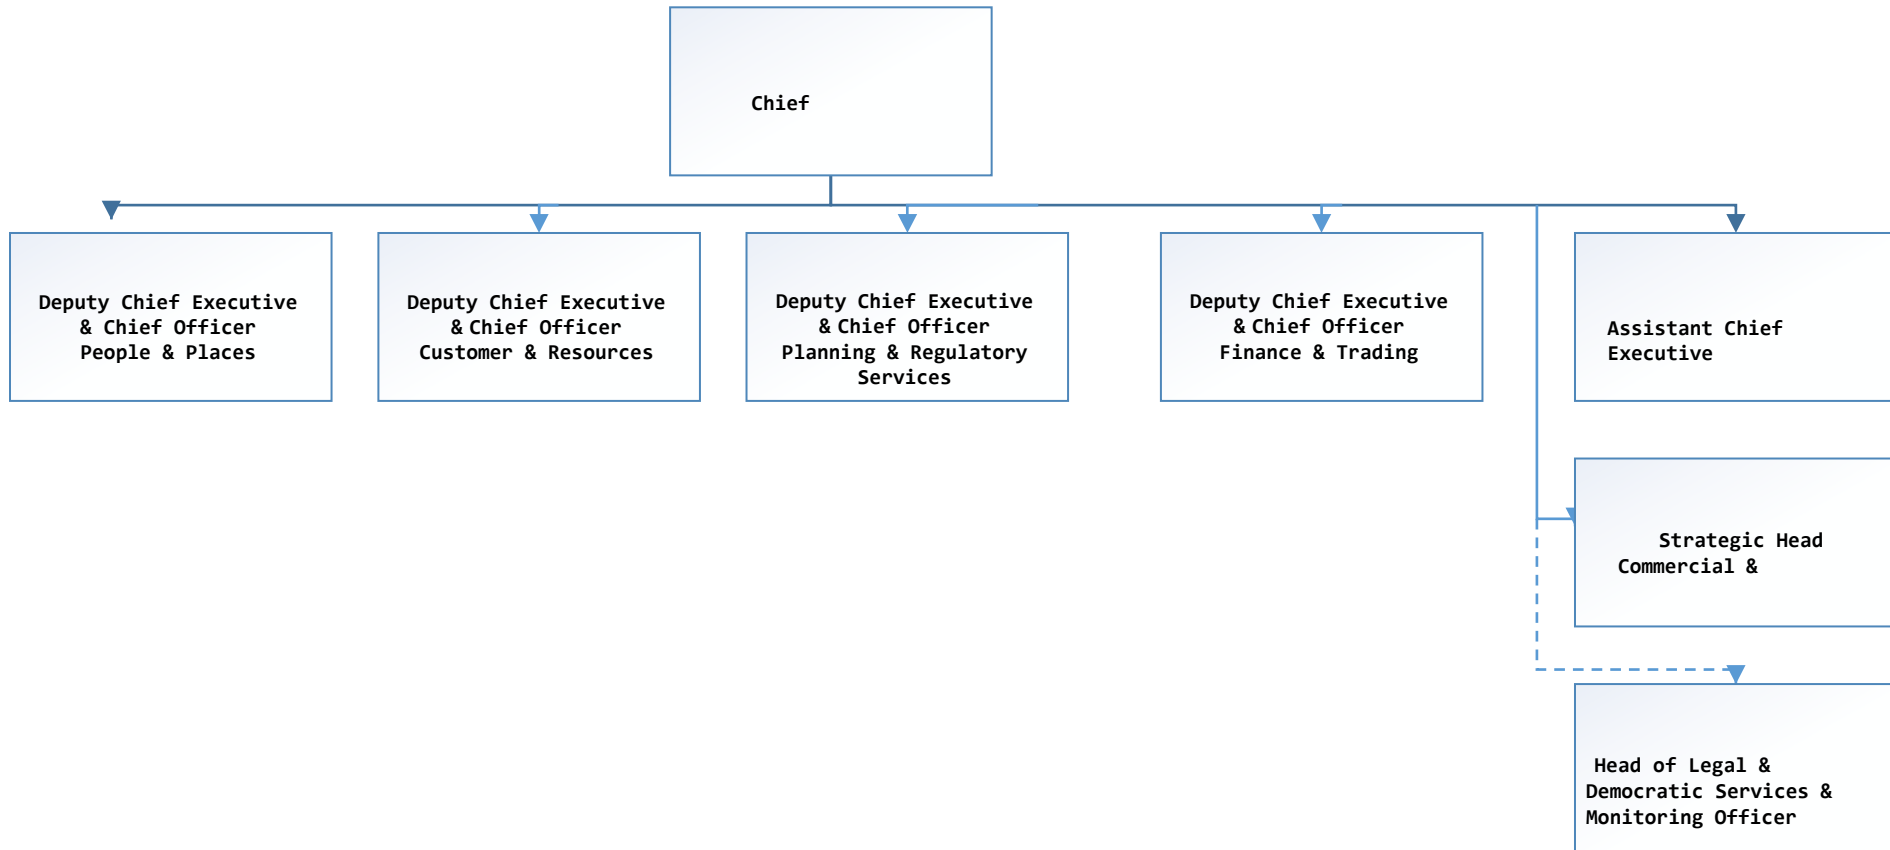 Chief
Deputy Chief Executive
& Chief Officer
People & Places
Deputy Chief Executive
& Chief Officer
Customer & Resources
Deputy Chief Executive
& Chief Officer
Planning & Regulatory
Services
Deputy Chief Executive
& Chief Officer
Finance & Trading
Assistant Chief
Executive
Strategic Head
Commercial &
Head of Legal &
Democratic Services &
Monitoring Officer